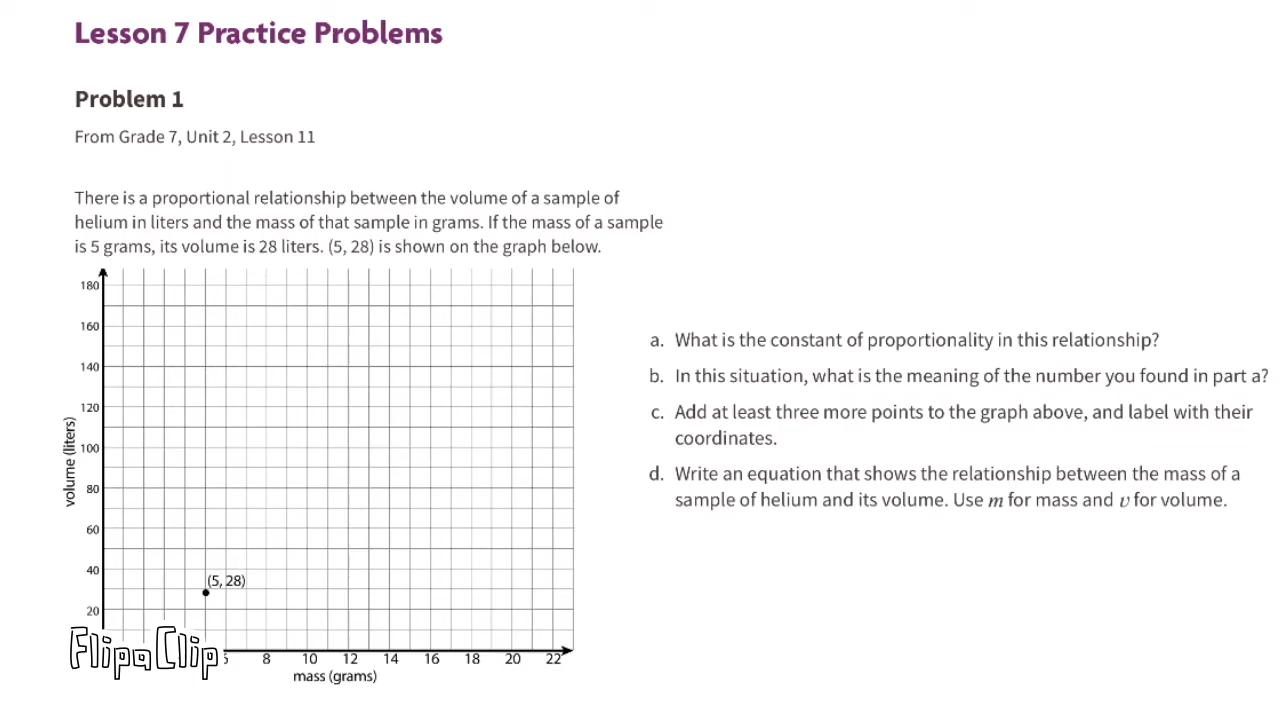 Lesson 7 Practice Problems
Problem 1
From Grade 7, Unit 2, Lesson 11
There is a proportional relationship between the volume of a sample of
helium in liters and the mass of that sample in grams. If the mass of a sample
is 5 grams, its volume is 28 liters. (5, 28) is shown on the graph below.
180
160
140
120
100
80
60
40
20
volume (liters)
(5, 28)
8 10 12 14 16 18 20 22
mass (grams)
FlipaClip
a. What is the constant of proportionality in this relationship?
b. In this situation, what is the meaning of the number you found in part a?
c. Add at least three more points to the graph above, and label with their
coordinates.
d. Write an equation that shows the relationship between the mass of a
sample of helium and its volume. Use m for mass and v for volume.